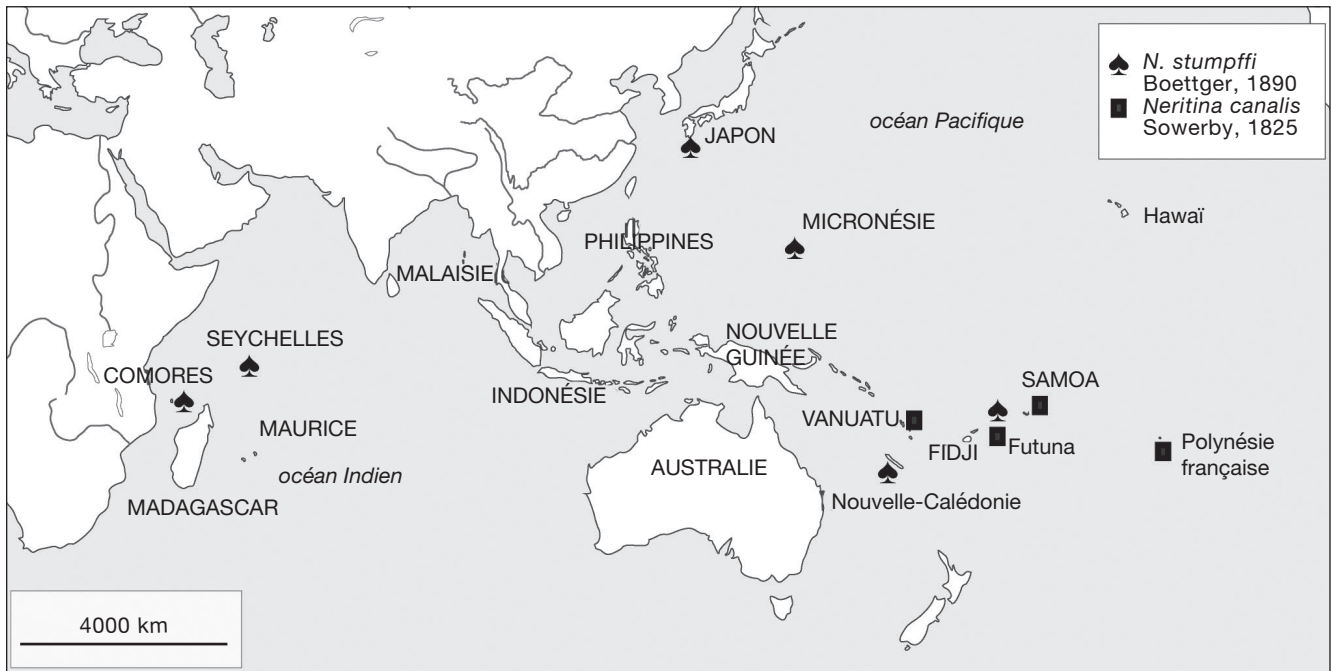 N. stumpffi
Boettger, 1890
Neritina canalis
Sowerby, 1825
océan Pacifique
JAPON
Hawaï
MICRONÉSIE
PHILIPPINES
MALAISIE
SEYCHELLES
NOUVELLE
GUINÉE
COMORES
SAMOA
INDONÉSIE
VANUATU
MAURICE
FIDJI
Futuna
Polynésie
française
AUSTRALIE
océan Indien
Nouvelle-Calédonie
MADAGASCAR
4000 km